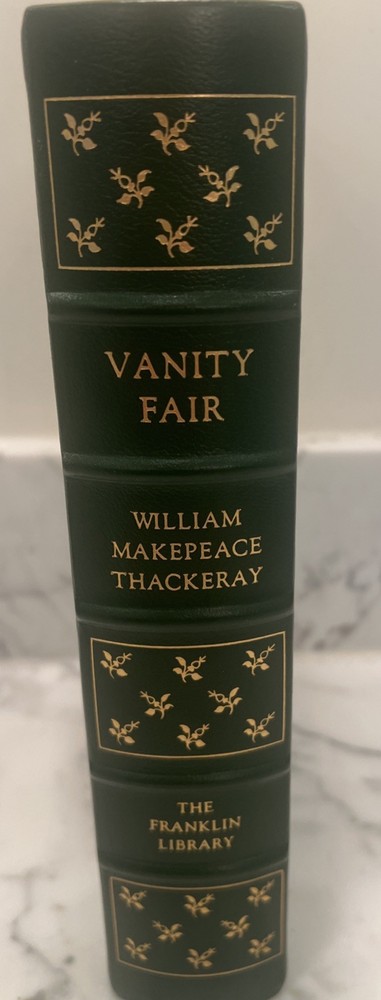 VANITY
FAIR
WILLIAM
MAKEPEACE
THACKERAY
THE
FRANKLIN
LIBRARY